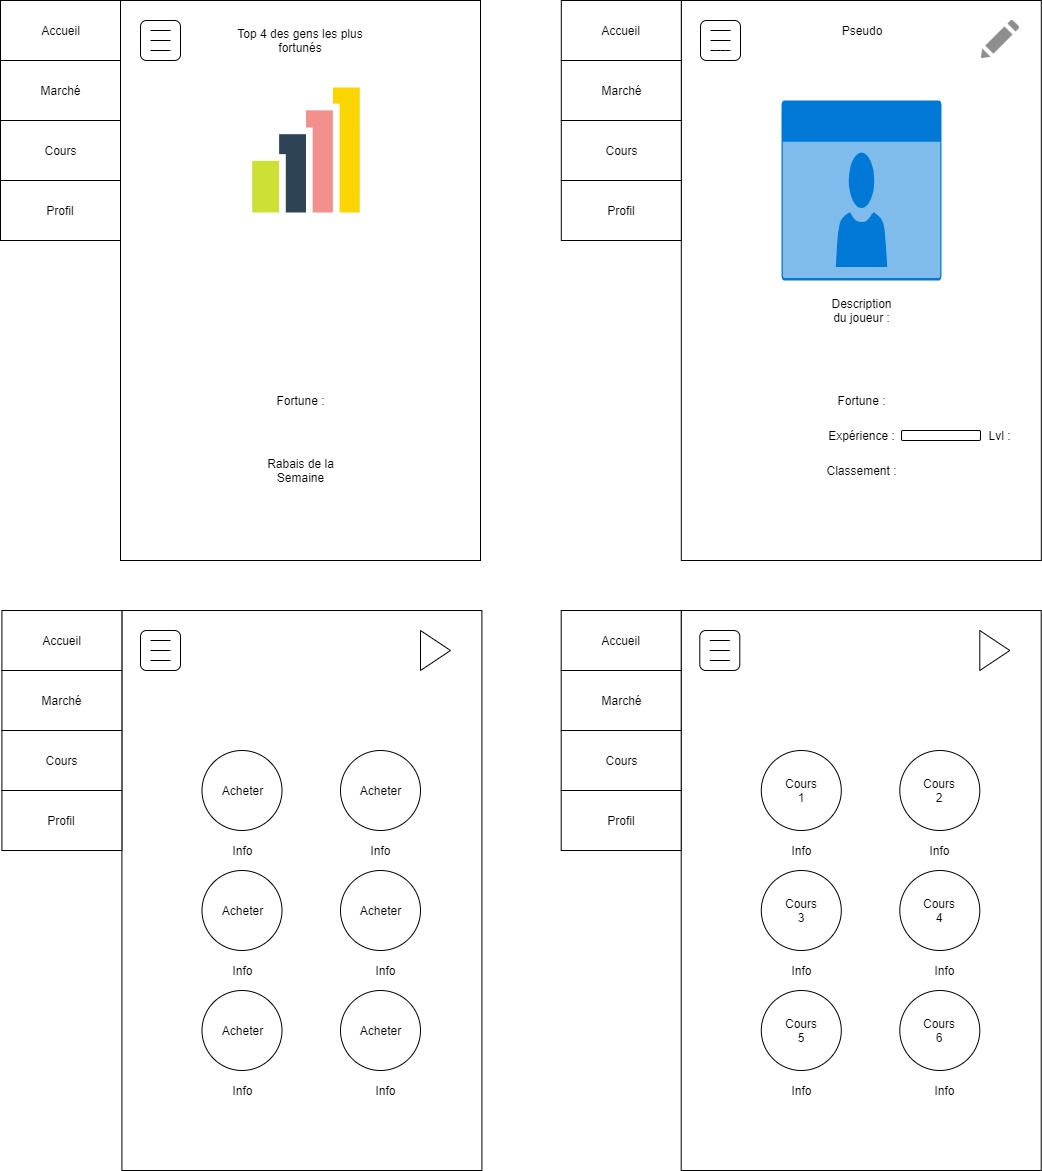 Accueil
Marché
Cours
Profil
Top 4 des gens les plus
fortunés
Fortune :
Rabais de la
Semaine
Accueil
Marché
Cours
Profil
Pseudo
Description
du joueur :
Fortune :
Expérience :
Lvl :
Classement :
Accueil
Marché
Cours
Profil
Acheter
Acheter
Info
Info
Acheter
Acheter
Info
Info
Acheter
Acheter
Info
Info
Accueil
Marché
Cours
Profil
Cours
1
Cours
2
Info
Info
Cours
3
Cours
4
Info
Info
Cours
5
Cours
6
Info
Info